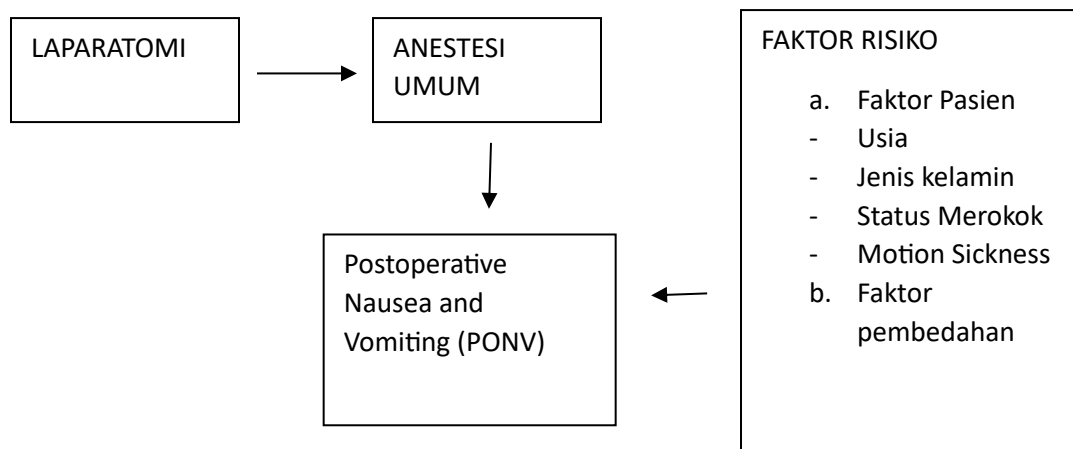 LAPARATOMI
ANESTESI
UMUM
Postoperative
Nausea and
Vomiting (PONV)
FAKTOR RISIKO
a. Faktor Pasien
- Usia
- Jenis kelamin
- Status Merokok
- Motion Sickness
b. Faktor
pembedahan